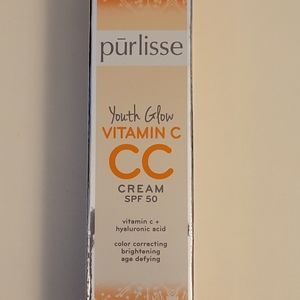 pūrlisse
Youth Glow
VITAMIN C
CC
CREAM
SPF 50
vitamin c +
hyaluronic acid
color correcting
brightening
age defying